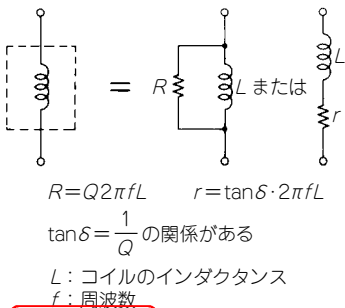 R L または L
r
R=Q2πfL r=tanδ·2πfL
tanδ=1/Q の関係がある
L：コイルのインダクタンス
f：周波数